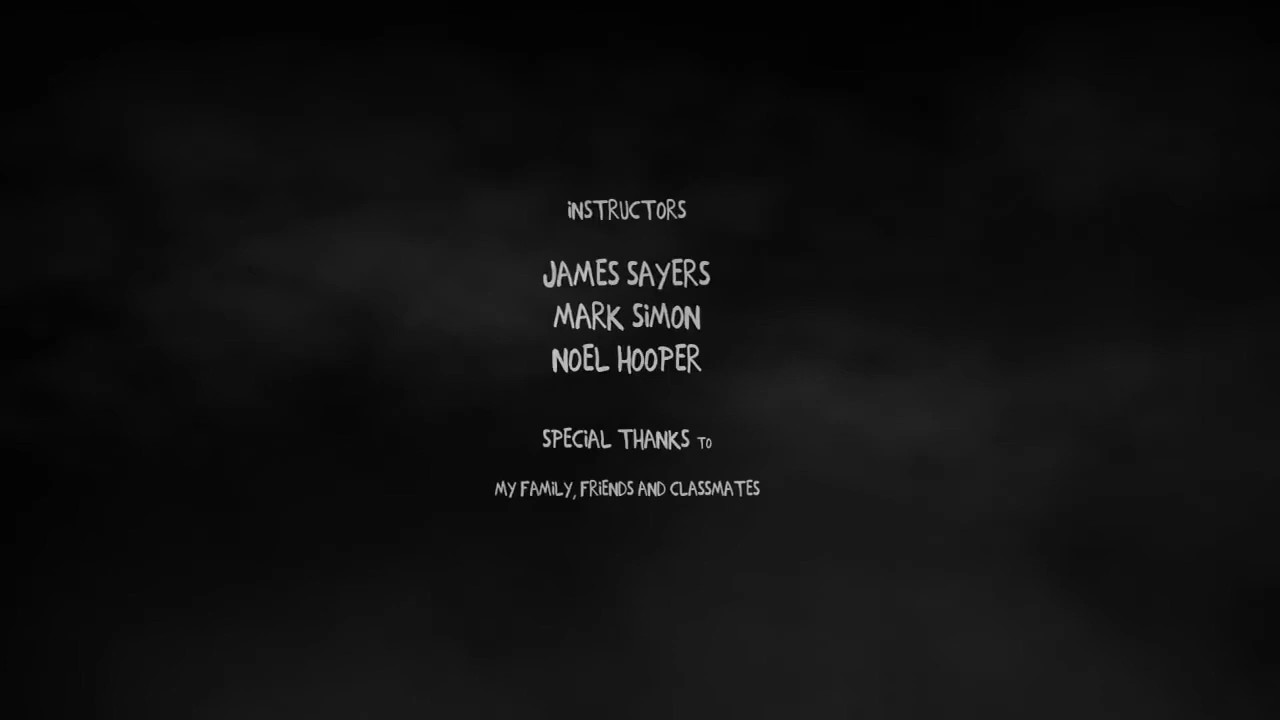 iNSTRUCTORS
JAMES SAYERS
MARK SiMON
NOEL HOOPER
SPECiAL THANKS TO
MY FAMiLY, FRiENDS AND CLASSMATES